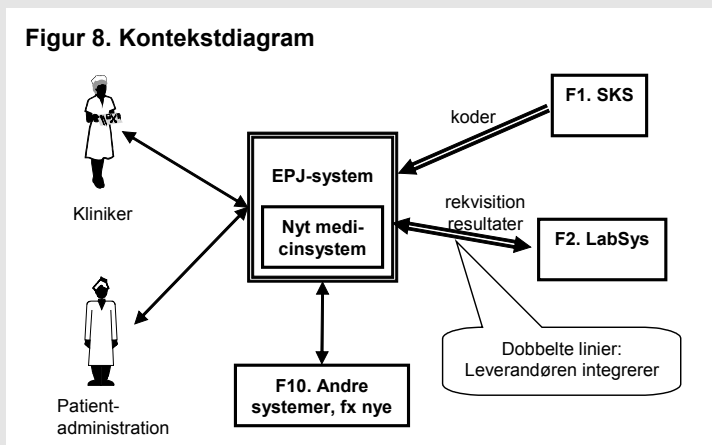 Figur 8. Kontekstdiagram
F1. SKS
koder
EPJ-system
Nyt medi-
cinsystem
Kliniker
rekvisition
resultater
F2. LabSys
Dobbelte linier:
Leverandøren integrerer
F10. Andre
systemer, fx nye
Patient-
administration